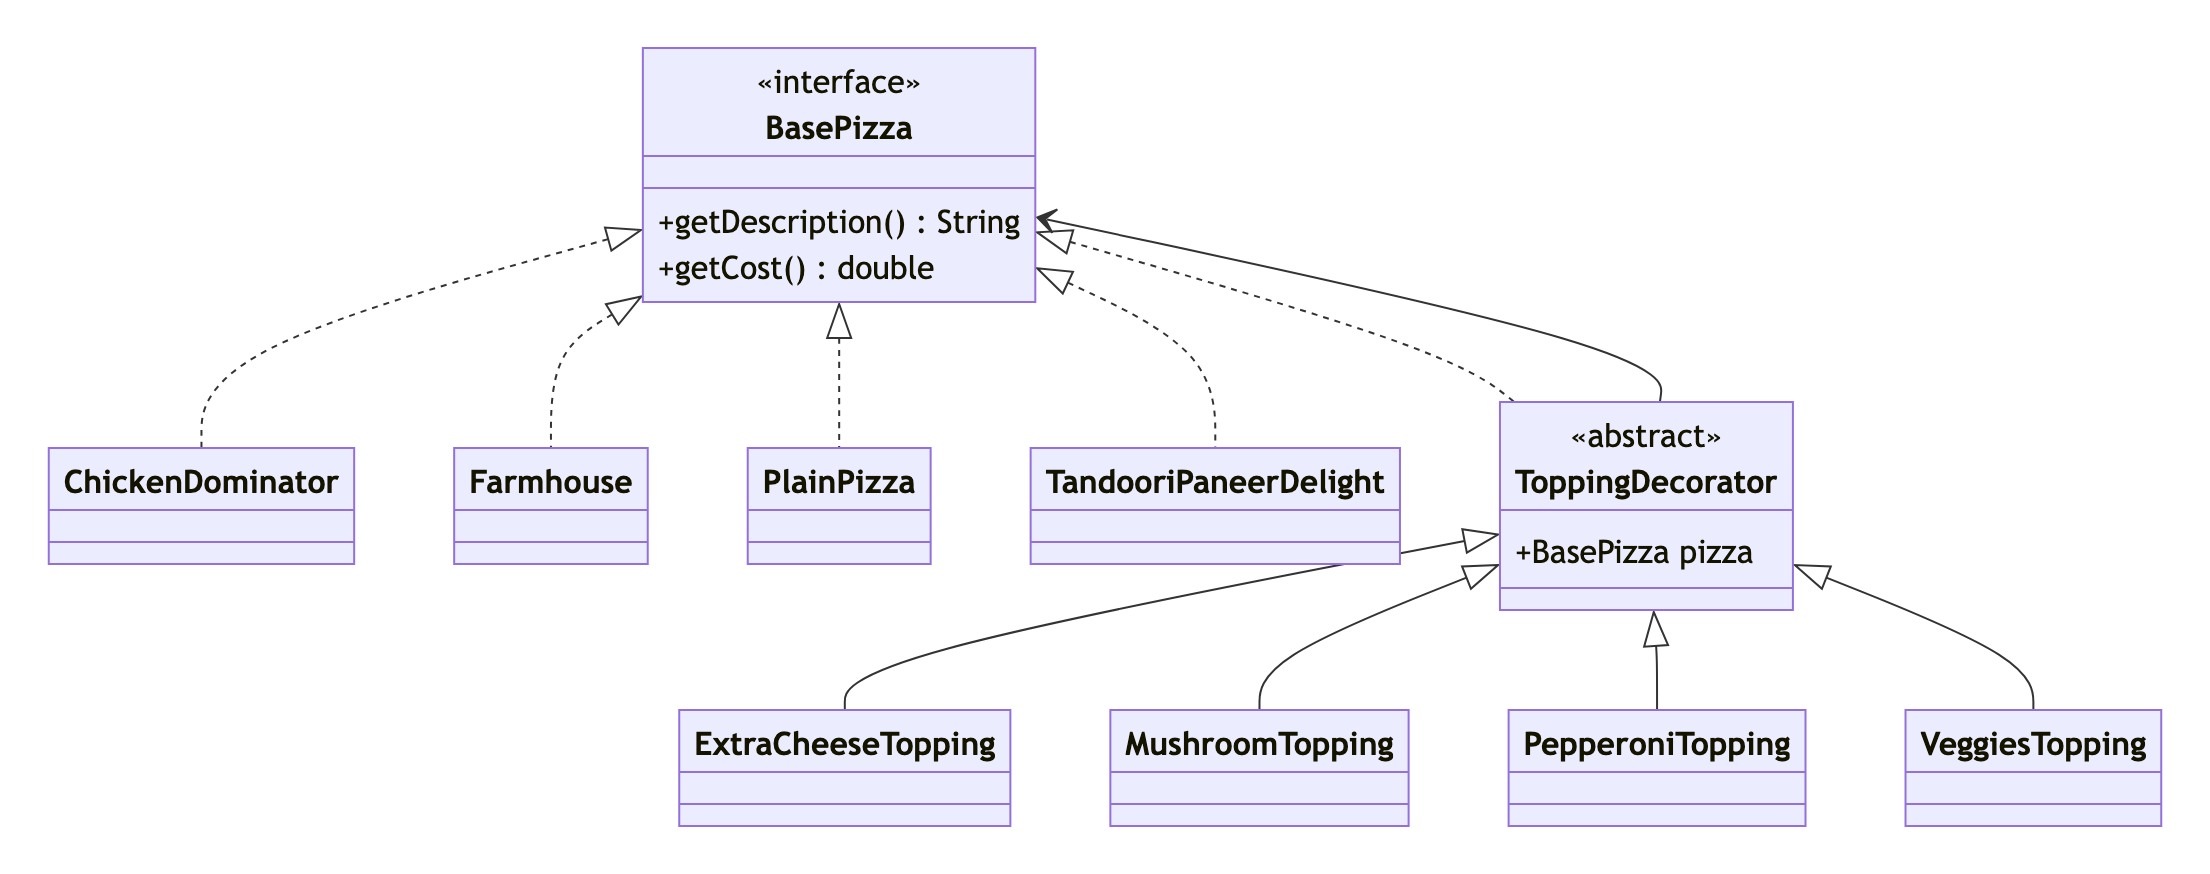 «interface»
BasePizza
+getDescription() : String
+getCost() : double
ChickenDominator
Farmhouse
PlainPizza
TandooriPaneerDelight
«abstract»
ToppingDecorator
+BasePizza pizza
ExtraCheeseTopping
MushroomTopping
PepperoniTopping
VeggiesTopping